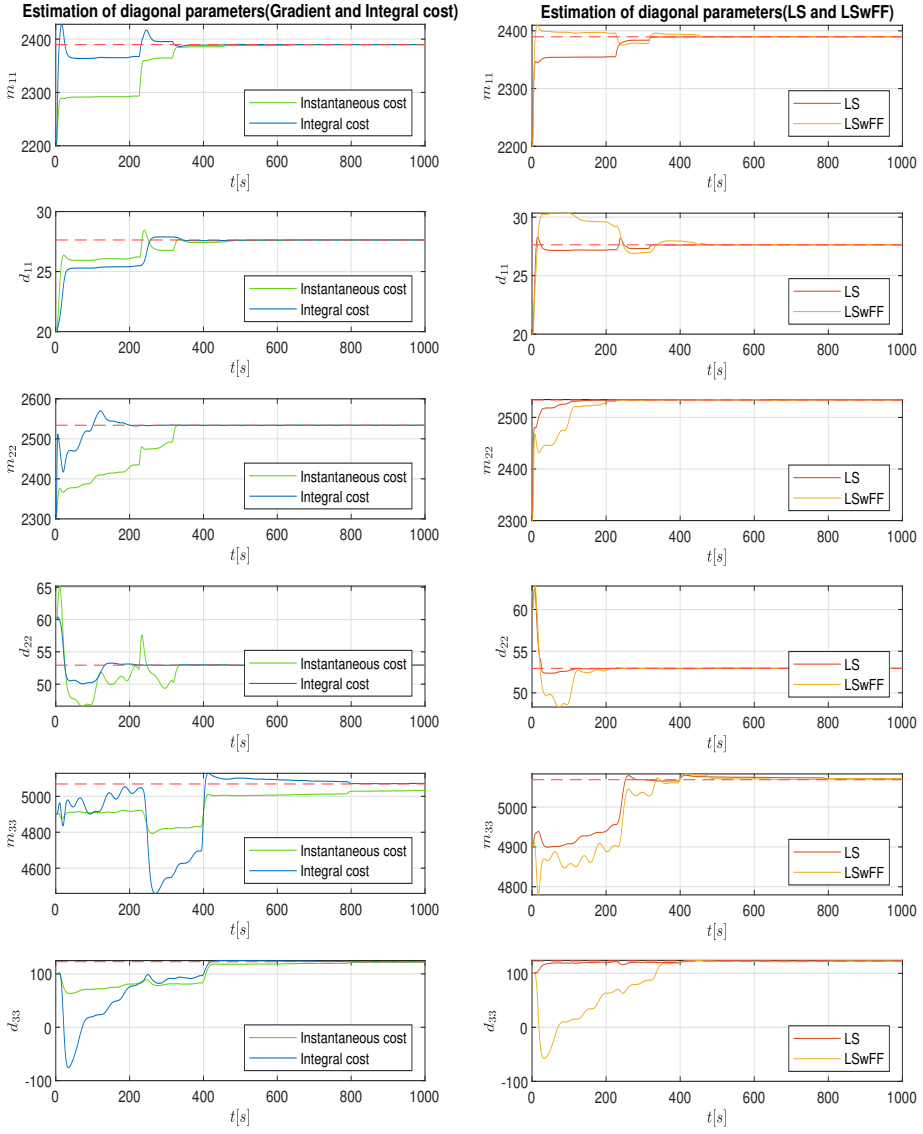 Estimation of diagonal parameters(Gradient and Integral cost)
2400
2300
2200
m11
Instantaneous cost
Integral cost
0 200 400 600 800 1000
t[s]
30
25
20
d11
Instantaneous cost
Integral cost
0 200 400 600 800 1000
t[s]
2600
2500
2400
2300
m22
Instantaneous cost
Integral cost
0 200 400 600 800 1000
t[s]
65
60
55
50
d22
Instantaneous cost
Integral cost
0 200 400 600 800 1000
t[s]
5000
4800
4600
m33
Instantaneous cost
Integral cost
0 200 400 600 800 1000
t[s]
100
0
-100
d33
Instantaneous cost
Integral cost
0 200 400 600 800 1000
t[s]
Estimation of diagonal parameters(LS and LSwFF)
2400
2300
2200
m11
LS
LSwFF
0 200 400 600 800 1000
t[s]
30
25
20
d11
LS
LSwFF
0 200 400 600 800 1000
t[s]
2500
2400
2300
m22
LS
LSwFF
0 200 400 600 800 1000
t[s]
60
55
50
d22
LS
LSwFF
0 200 400 600 800 1000
t[s]
5000
4900
4800
m33
LS
LSwFF
0 200 400 600 800 1000
t[s]
100
0
-100
d33
LS
LSwFF
0 200 400 600 800 1000
t[s]